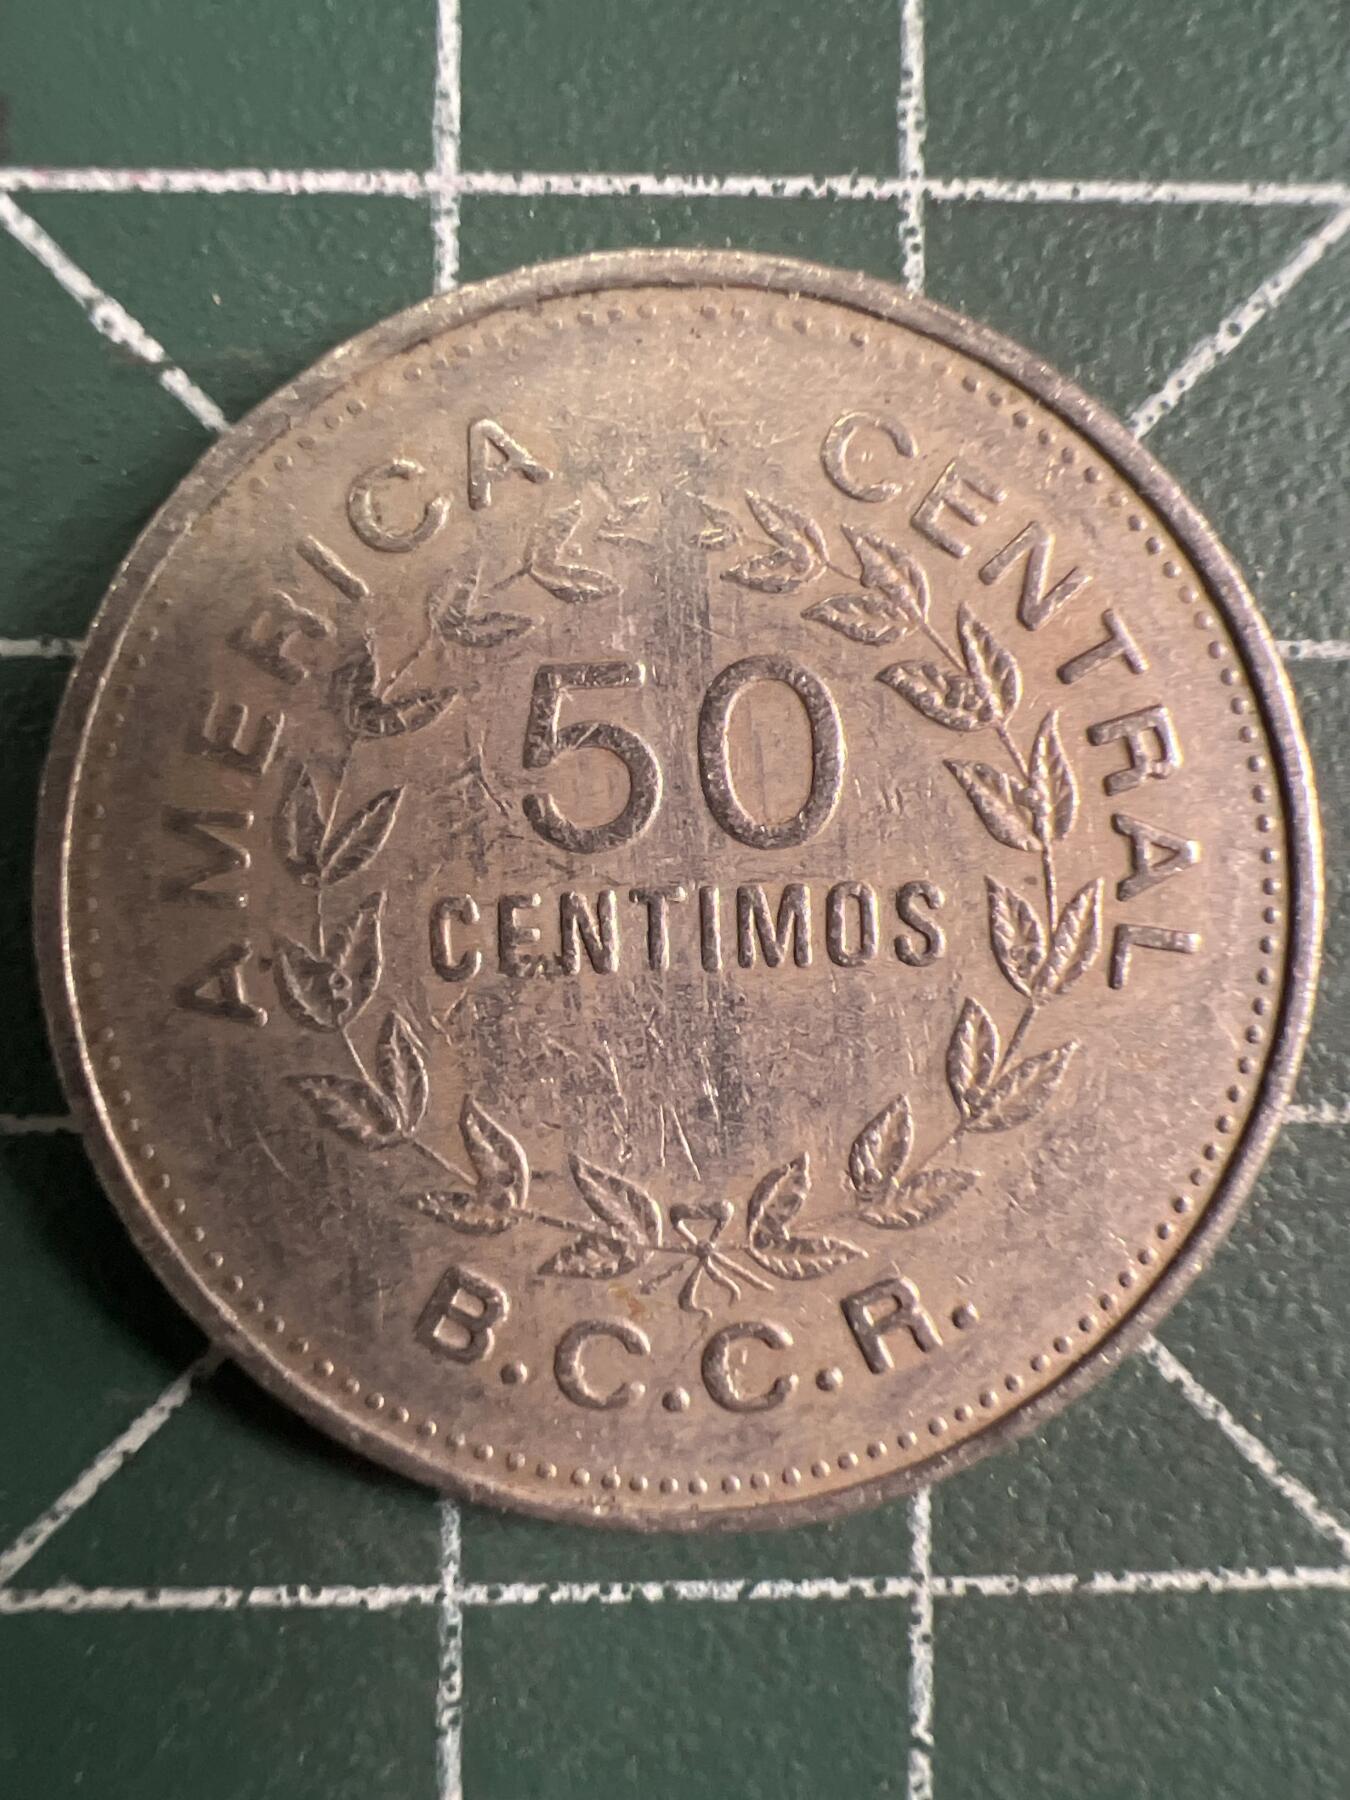 AMERICA CENTRAL
50
CENTIMOS
B.C.C.R.